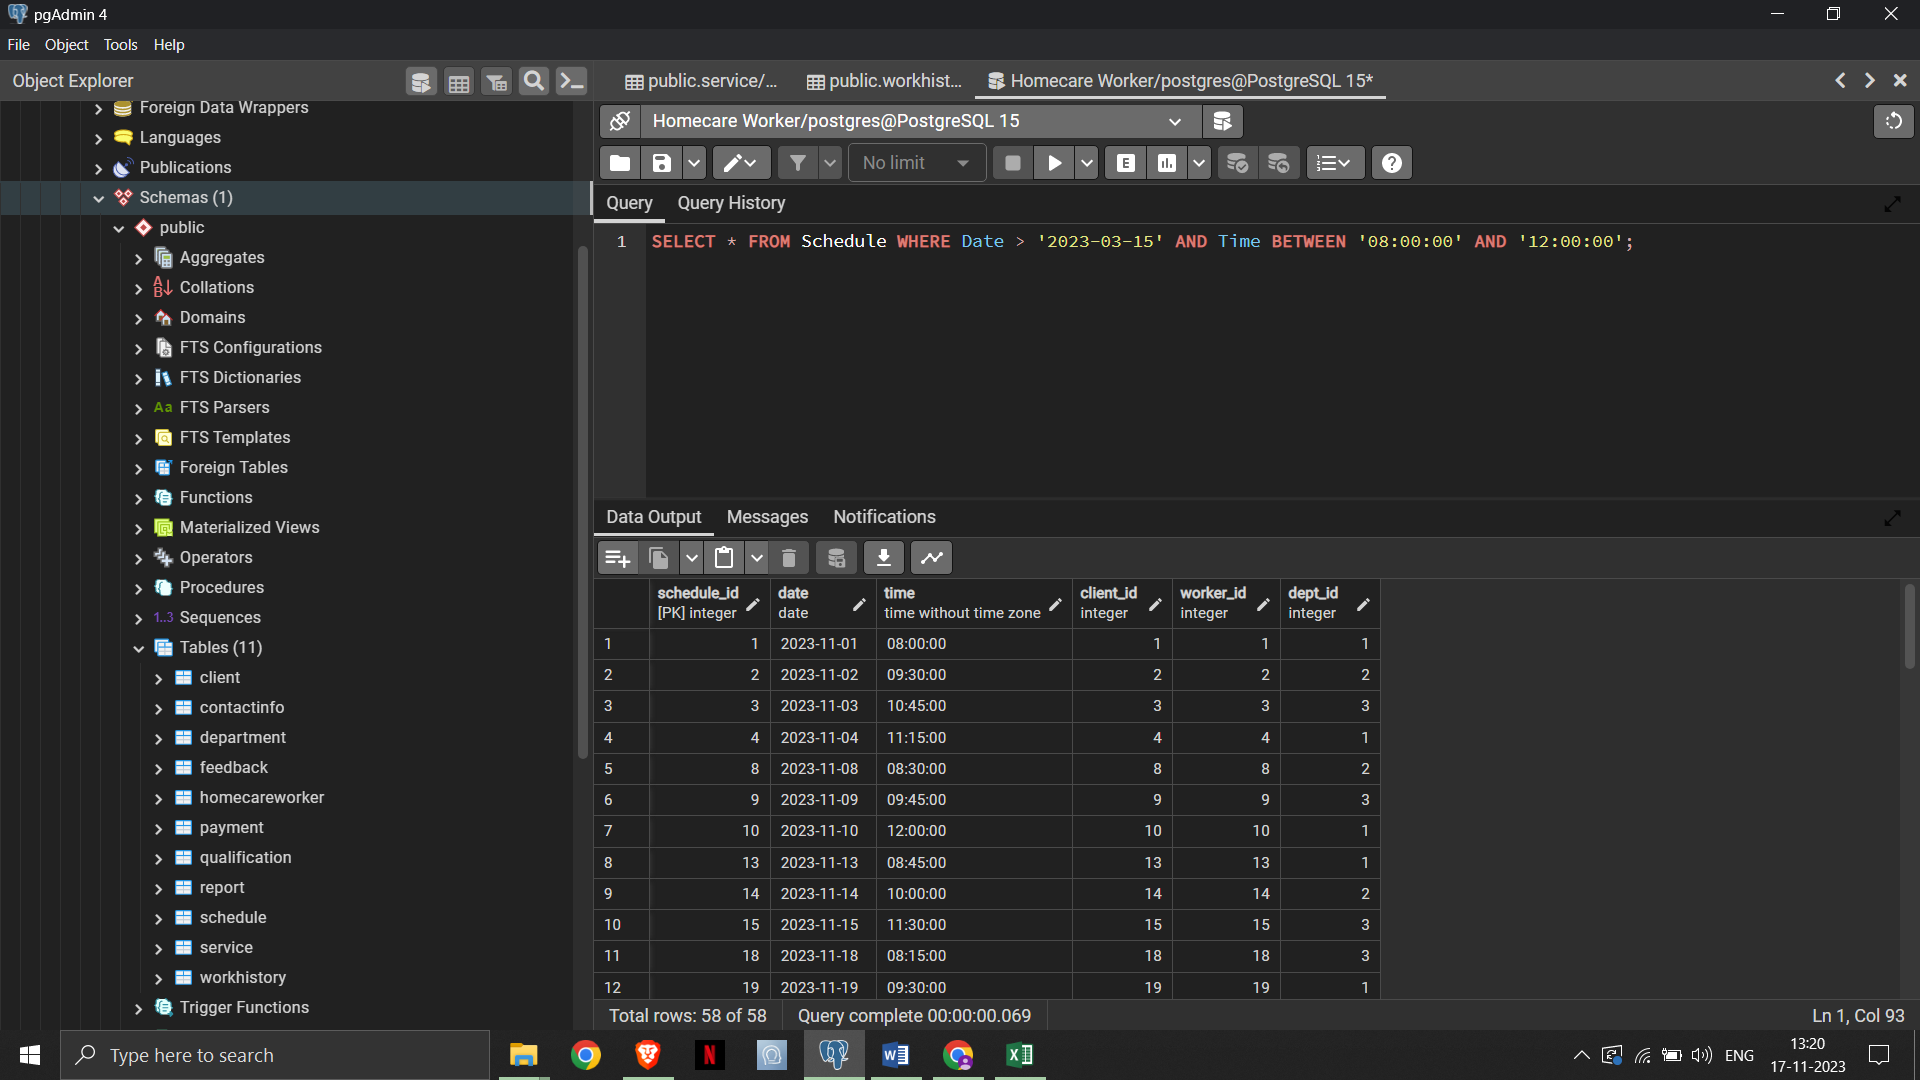 pgAdmin 4
File Object Tools Help
Object Explorer
public.service/...
public.workhist...
Homecare Worker/postgres@PostgreSQL 15*
Foreign Data Wrappers
Languages
Publications
Schemas (1)
public
Aggregates
Collations
Domains
FTS Configurations
FTS Dictionaries
Aa FTS Parsers
FTS Templates
Foreign Tables
Functions
Materialized Views
Operators
Procedures
1..3 Sequences
Tables (11)
client
contactinfo
department
feedback
homecareworker
payment
qualification
report
schedule
service
workhistory
Trigger Functions
Homecare Worker/postgres@PostgreSQL 15
No limit
E
Query Query History
1 SELECT * FROM Schedule WHERE Date > '2023-03-15' AND Time BETWEEN '08:00:00' AND '12:00:00';
Data Output Messages Notifications
schedule_id date time client_id worker_id dept_id
[PK] integer date time without time zone integer integer integer
1 1 2023-11-01 08:00:00 1 1 1
2 2 2023-11-02 09:30:00 2 2 2
3 3 2023-11-03 10:45:00 3 3 3
4 4 2023-11-04 11:15:00 4 4 1
5 8 2023-11-08 08:30:00 8 8 2
6 9 2023-11-09 09:45:00 9 9 3
7 10 2023-11-10 12:00:00 10 10 1
8 13 2023-11-13 08:45:00 13 13 1
9 14 2023-11-14 10:00:00 14 14 2
10 15 2023-11-15 11:30:00 15 15 3
11 18 2023-11-18 08:15:00 18 18 3
12 19 2023-11-19 09:30:00 19 19 1
Total rows: 58 of 58 Query complete 00:00:00.069 Ln 1, Col 93
Type here to search
ENG
13:20
17-11-2023